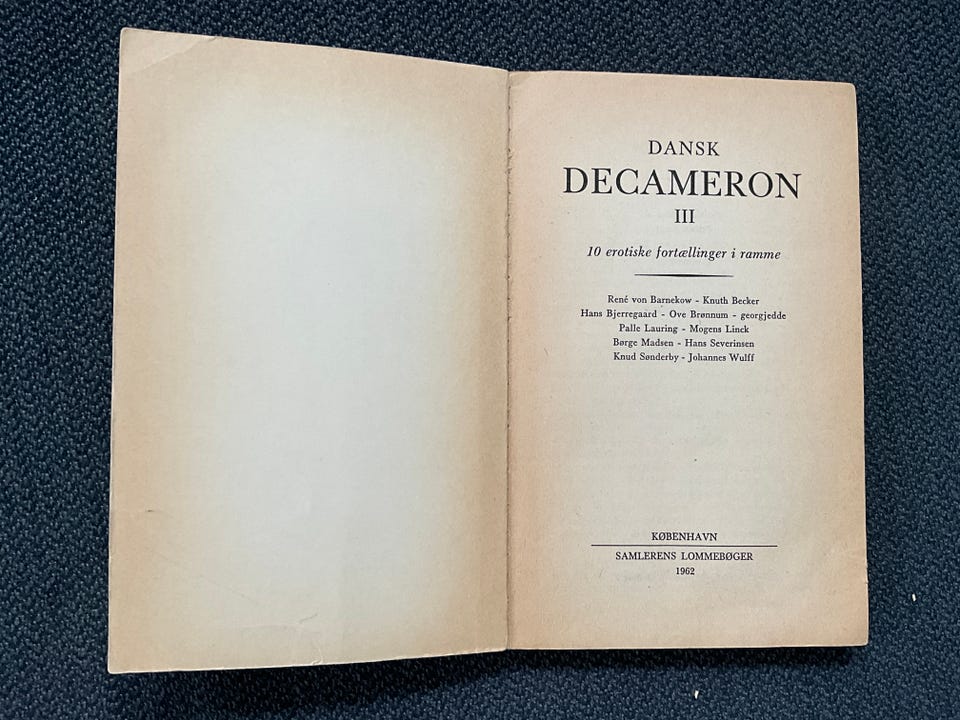 DANSK
DECAMERON
III
10 erotiske fortællinger i ramme
René von Barnekow - Knuth Becker
Hans Bjerregaard - Ove Brønnum - georgjedde
Palle Lauring - Mogens Linck
Børge Madsen - Hans Severinsen
Knud Sønderby - Johannes Wulff
KØBENHAVN
SAMLERENS LOMMEBØGER
1962